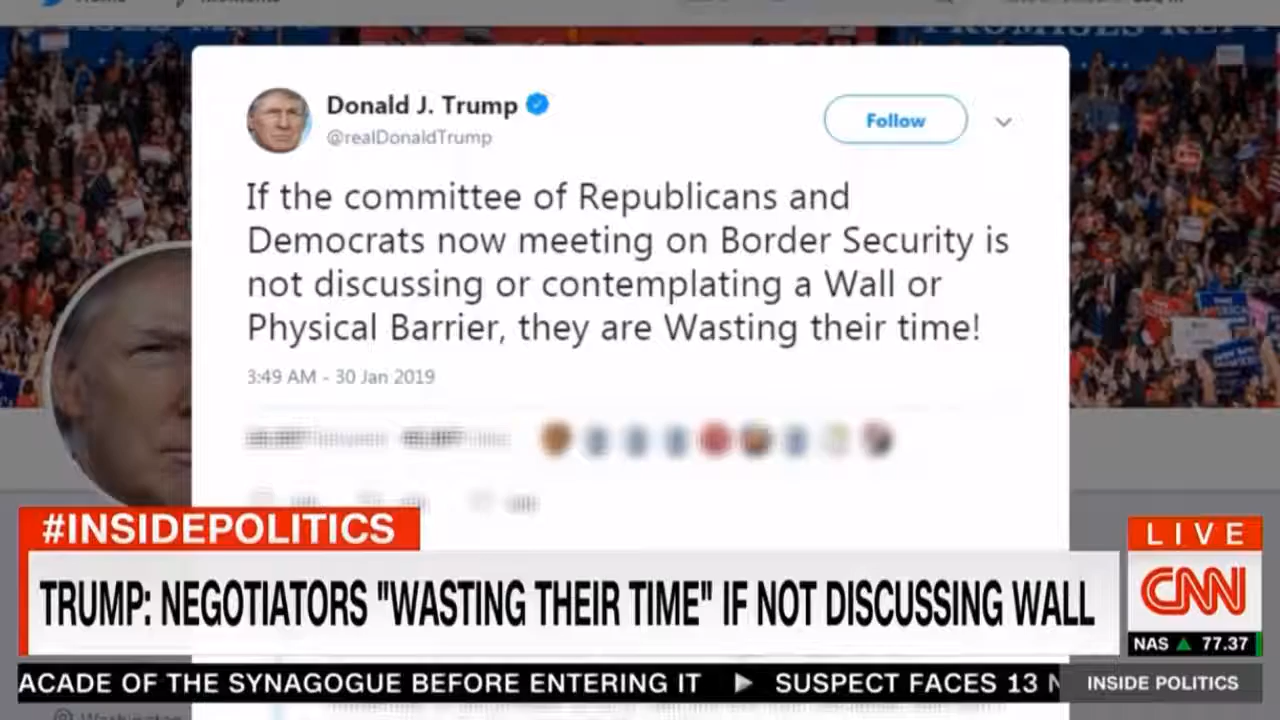 Donald J. Trump
@realDonaldTrump
Follow
If the committee of Republicans and
Democrats now meeting on Border Security is
not discussing or contemplating a Wall or
Physical Barrier, they are Wasting their time!
3:49 AM - 30 Jan 2019
#INSIDEPOLITICS
TRUMP: NEGOTIATORS "WASTING THEIR TIME" IF NOT DISCUSSING WALL
LIVE
CNN
NAS ▲ 77.37
ACADE OF THE SYNAGOGUE BEFORE ENTERING IT ▶ SUSPECT FACES 13 N
INSIDE POLITICS